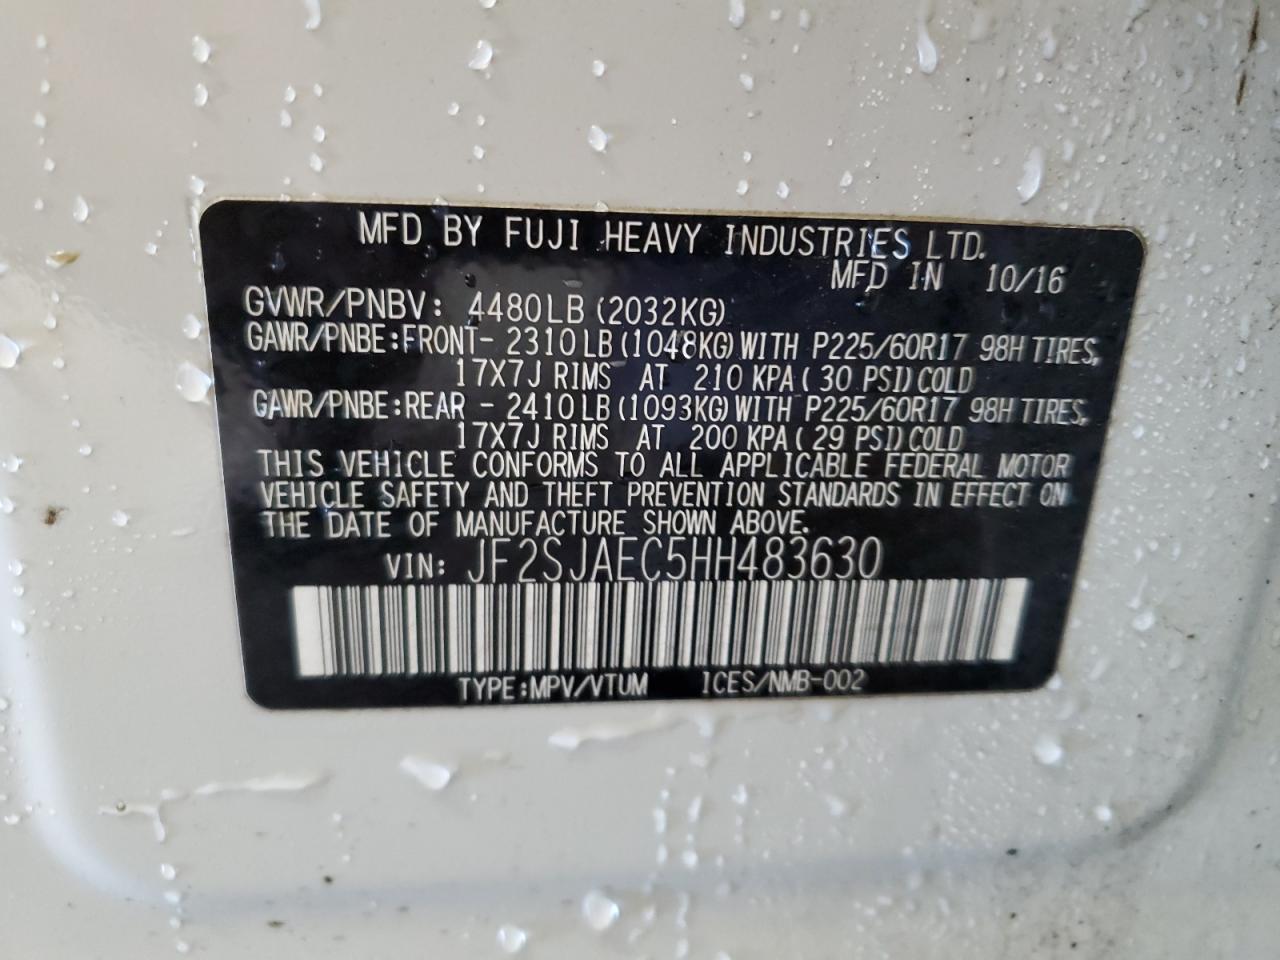 MFD BY FUJI HEAVY INDUSTRIES LTD.
MFD IN 10/16
GVWR/PNBV: 4480LB (2032KG)
GAWR/PNBE:FRONT- 2310LB (1048KG) WITH P225/60R17 98H TIRES,
17X7J RIMS AT 210 KPA ( 30 PSI) COLD
GAWR/PNBE:REAR - 2410LB (1093KG) WITH P225/60R17 98H TIRES,
17X7J RIMS AT 200 KPA ( 29 PSI) COLD
THIS VEHICLE CONFORMS TO ALL APPLICABLE FEDERAL MOTOR
VEHICLE SAFETY AND THEFT PREVENTION STANDARDS IN EFFECT ON
THE DATE OF MANUFACTURE SHOWN ABOVE.
VIN: JF2SJAEC5HH483630
TYPE:MPV/VTUM ICES/NMB-002